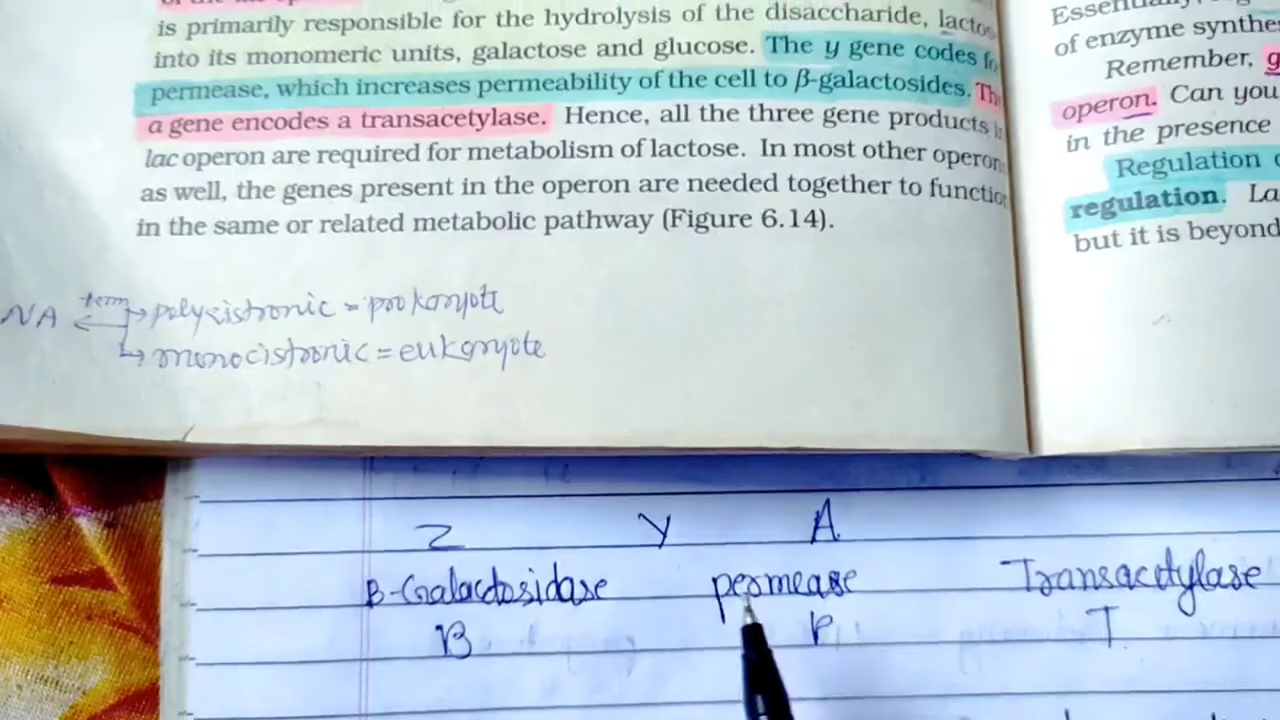 is primarily responsible for the hydrolysis of the disaccharide, lactos
into its monomeric units, galactose and glucose. The y gene codes fo
permease, which increases permeability of the cell to β-galactosides. Th
a gene encodes a transacetylase. Hence, all the three gene products i
lac operon are required for metabolism of lactose. In most other operon
as well, the genes present in the operon are needed together to function
in the same or related metabolic pathway (Figure 6.14).
NA term polycistronic = prokaryote
monocistronic = eukaryote
of enzyme synthe
Remember, g
operon. Can you
in the presence
Regulation o
regulation. La
but it is beyond
Z Y A
β-Galactosidase permease Transacetylase
B P T